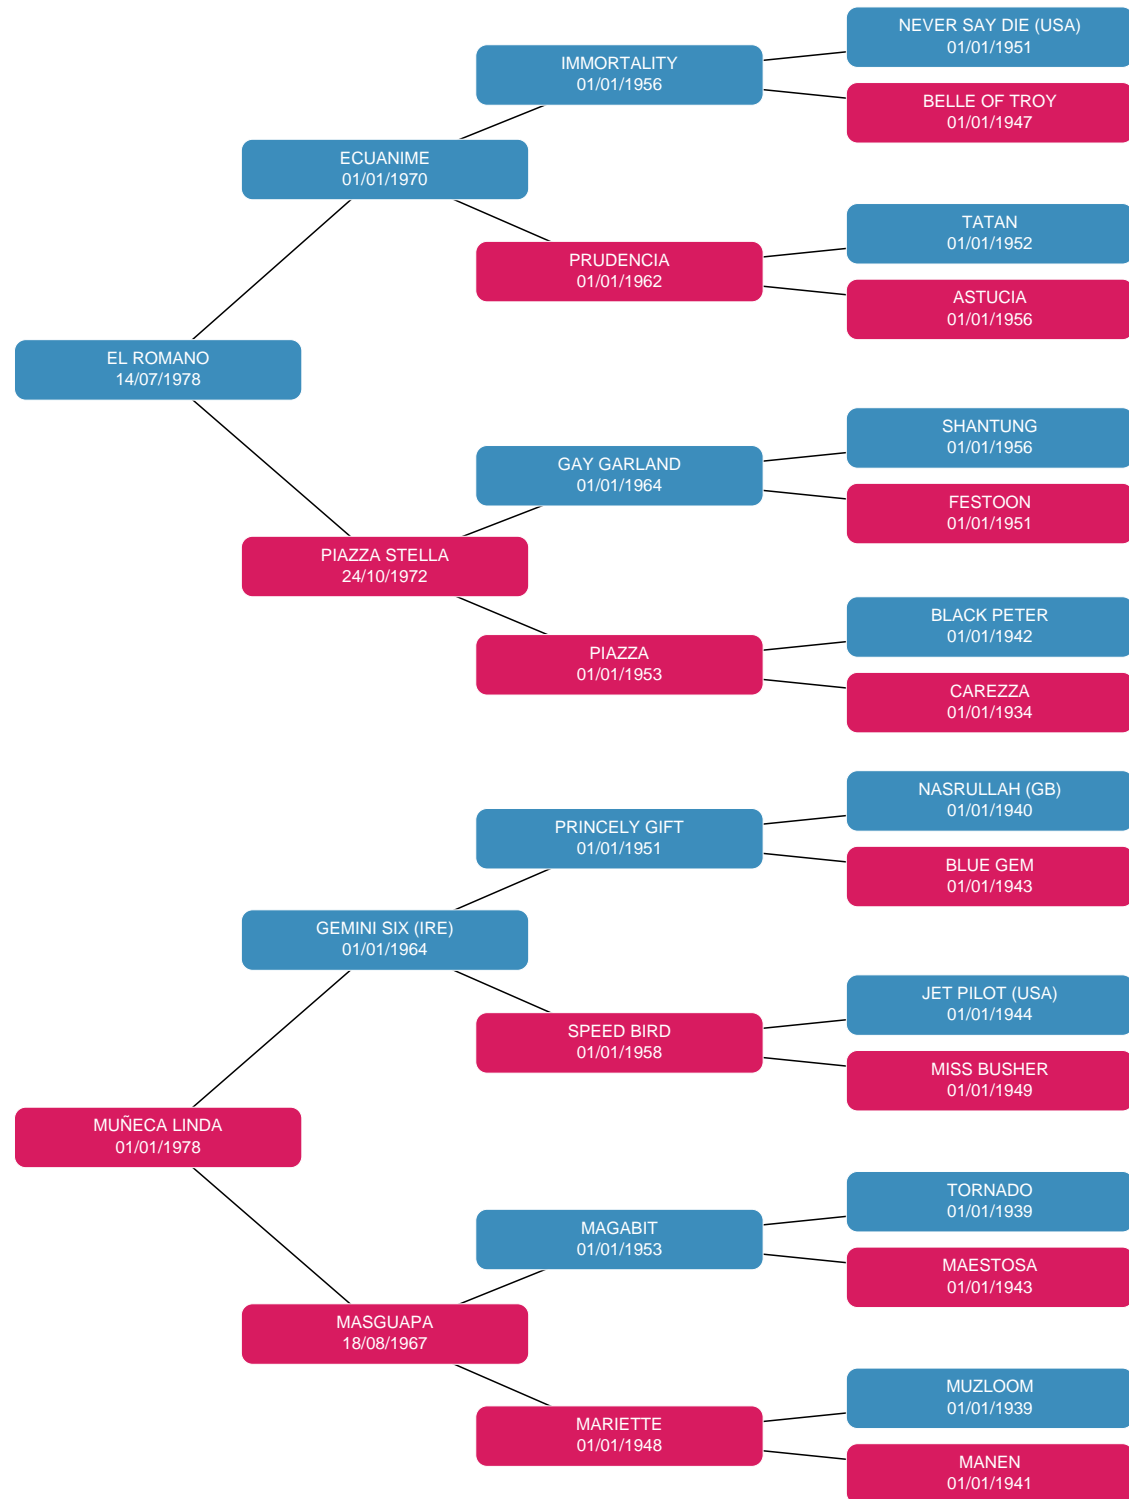 NEVER SAY DIE (USA)
01/01/1951
IMMORTALITY
01/01/1956
BELLE OF TROY
01/01/1947
ECUANIME
01/01/1970
TATAN
01/01/1952
PRUDENCIA
01/01/1962
ASTUCIA
01/01/1956
EL ROMANO
14/07/1978
SHANTUNG
01/01/1956
GAY GARLAND
01/01/1964
FESTOON
01/01/1951
PIAZZA STELLA
24/10/1972
BLACK PETER
01/01/1942
PIAZZA
01/01/1953
CAREZZA
01/01/1934
NASRULLAH (GB)
01/01/1940
PRINCELY GIFT
01/01/1951
BLUE GEM
01/01/1943
GEMINI SIX (IRE)
01/01/1964
JET PILOT (USA)
01/01/1944
SPEED BIRD
01/01/1958
MISS BUSHER
01/01/1949
MUÑECA LINDA
01/01/1978
TORNADO
01/01/1939
MAGABIT
01/01/1953
MAESTOSA
01/01/1943
MASGUAPA
18/08/1967
MUZLOOM
01/01/1939
MARIETTE
01/01/1948
MANEN
01/01/1941